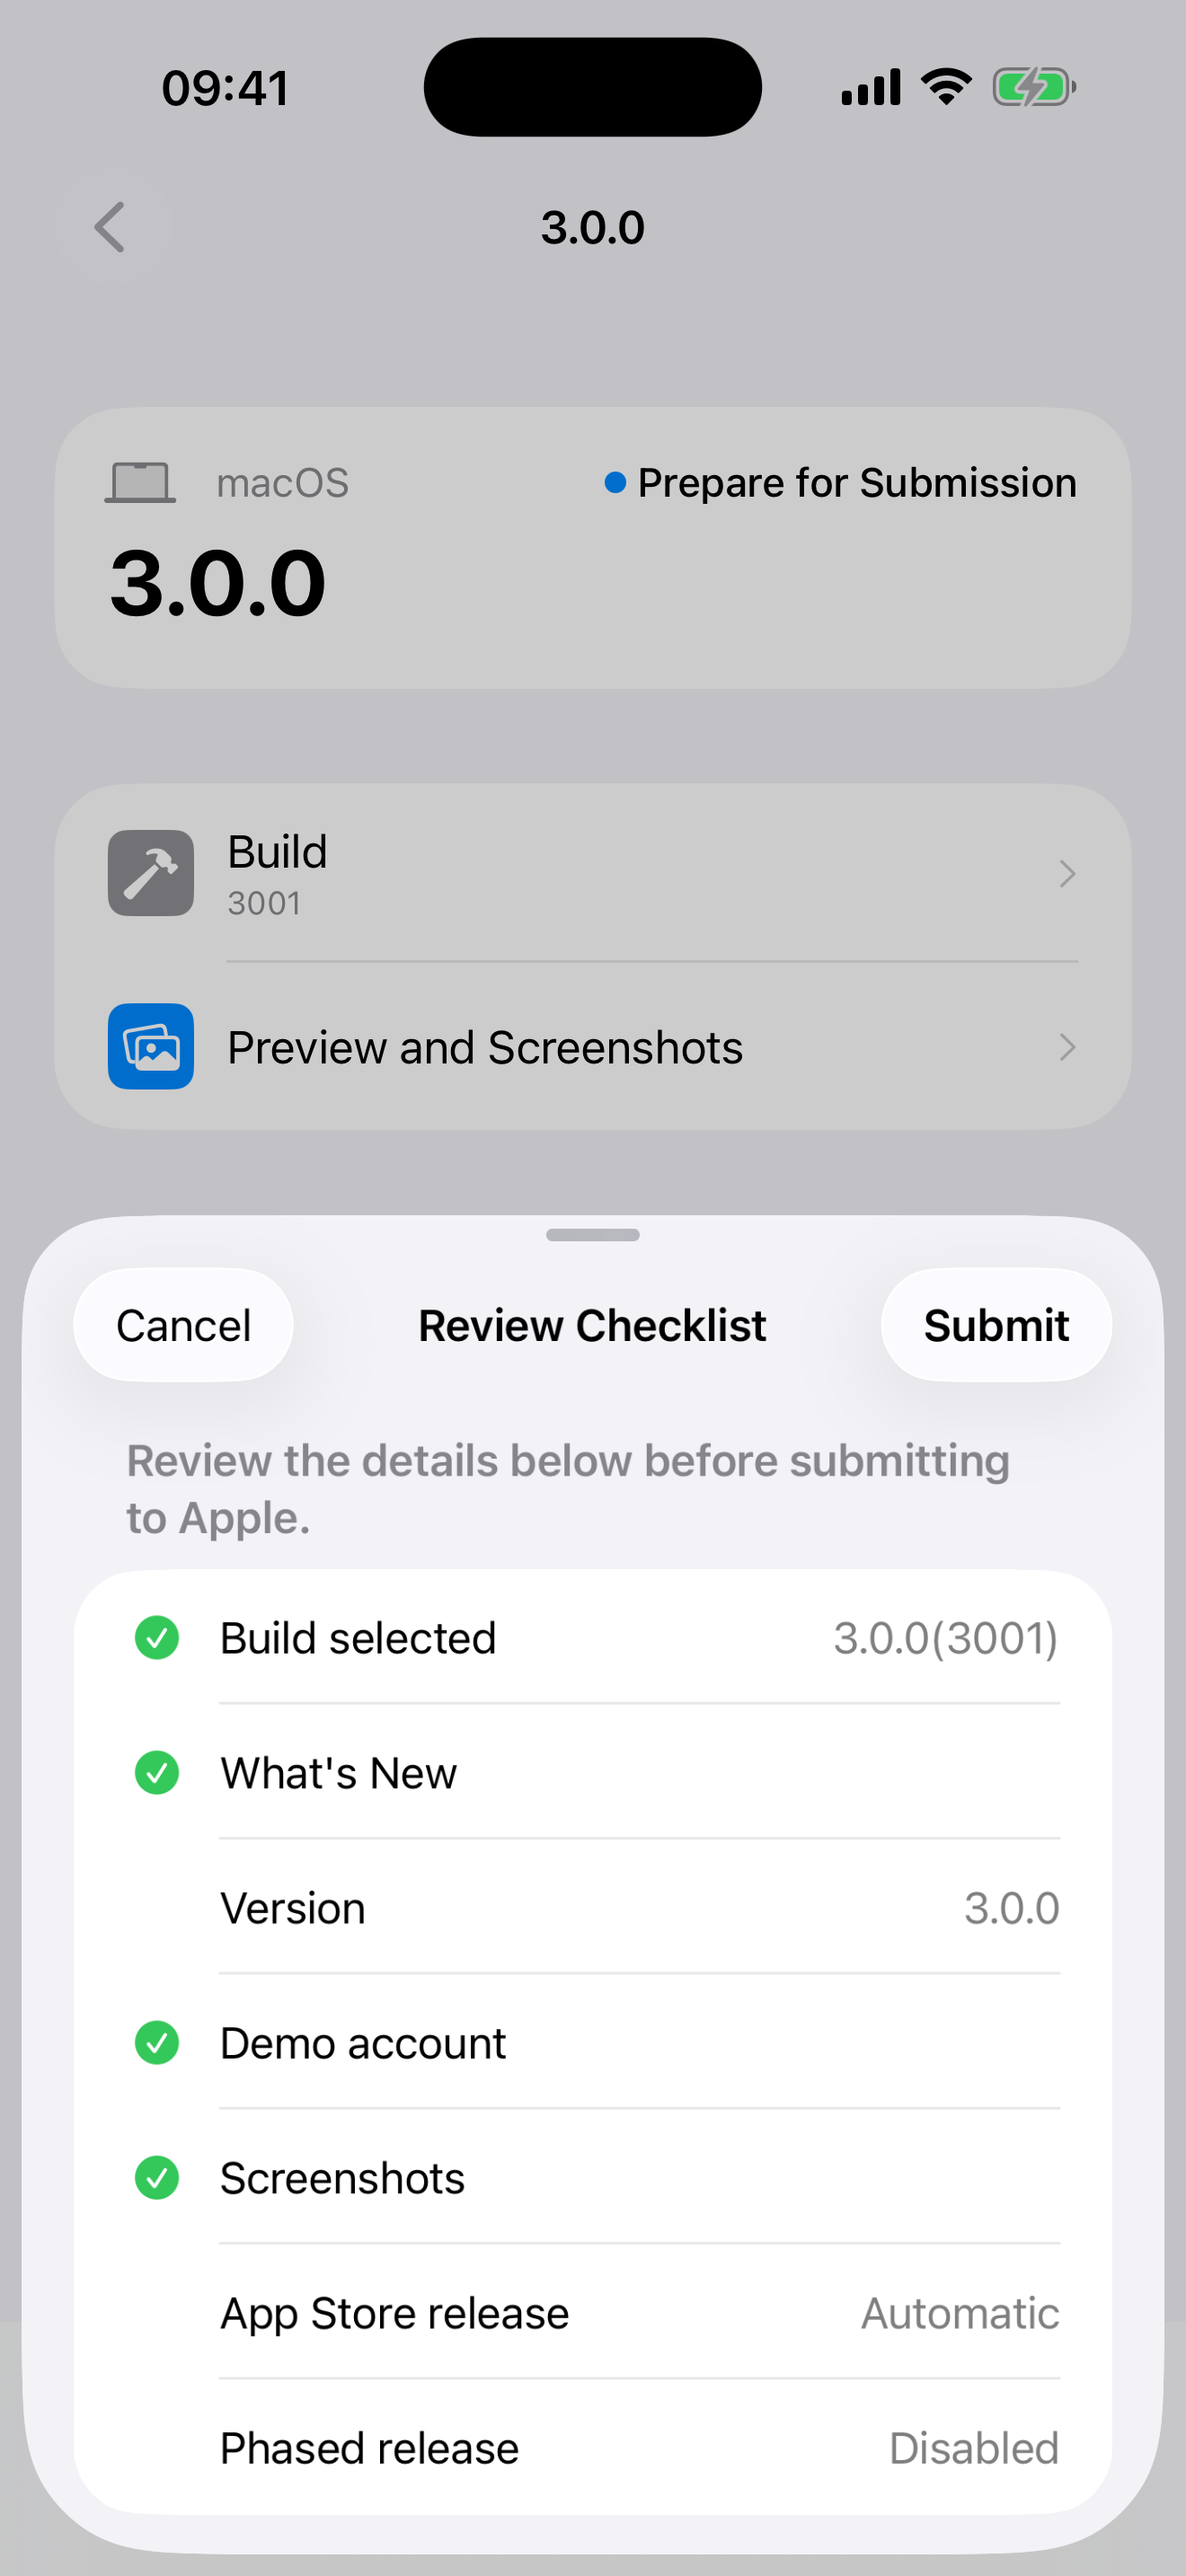 09:41
3.0.0
macOS
Prepare for Submission
3.0.0
Build
3001
Preview and Screenshots
Cancel
Review Checklist
Submit
Review the details below before submitting
to Apple.
Build selected
3.0.0(3001)
What's New
Version
3.0.0
Demo account
Screenshots
App Store release
Automatic
Phased release
Disabled